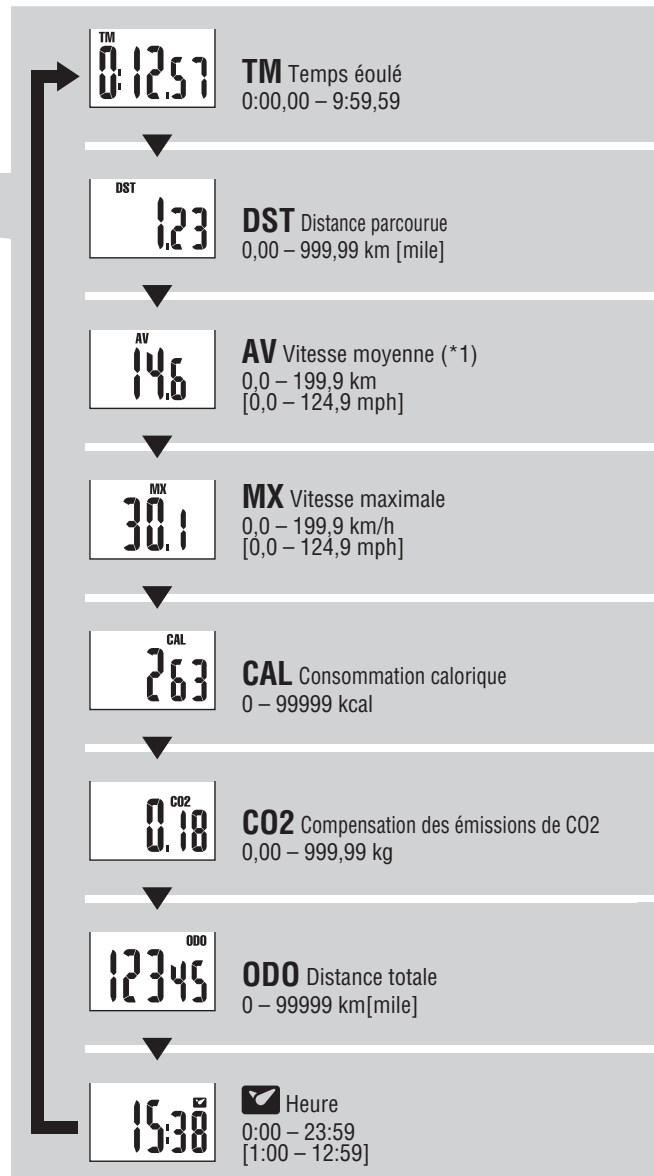 TM
0:12.57
TM Temps éoulé
0:00,00 – 9:59,59
DST
1.23
DST Distance parcourue
0,00 – 999,99 km [mile]
AV
14.6
AV Vitesse moyenne (*1)
0,0 – 199,9 km
[0,0 – 124,9 mph]
MX
30.1
MX Vitesse maximale
0,0 – 199,9 km/h
[0,0 – 124,9 mph]
CAL
263
CAL Consommation calorique
0 – 99999 kcal
CO2
0.18
CO2 Compensation des émissions de CO2
0,00 – 999,99 kg
ODO
12345
ODO Distance totale
0 – 99999 km[mile]
15:38
Heure
0:00 – 23:59
[1:00 – 12:59]